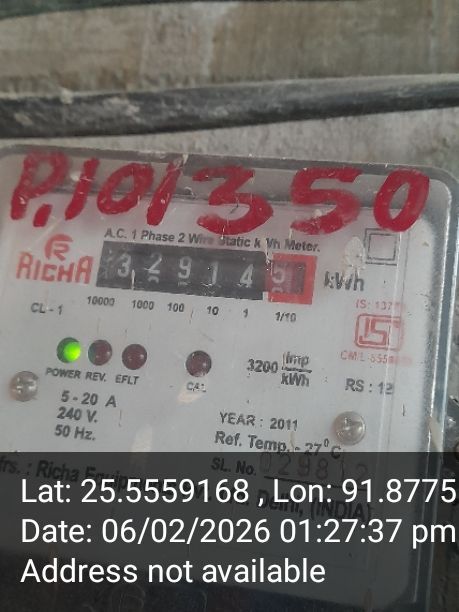 P.101350
A.C. 1 Phase 2 Wire Static kWh Meter.
RICHA
3 2 9 1 4 kWh
10000 1000 100 10 1 1/10
CL - 1
POWER REV. EFLT CAL
3200 Imp
kWh
5 - 20 A
240 V.
50 Hz.
YEAR : 2011
Ref. Temp. - 27°C
SL. No.
Richa
Delhi, (INDIA)
Lat: 25.5559168 , Lon: 91.8775
Date: 06/02/2026 01:27:37 pm
Address not available